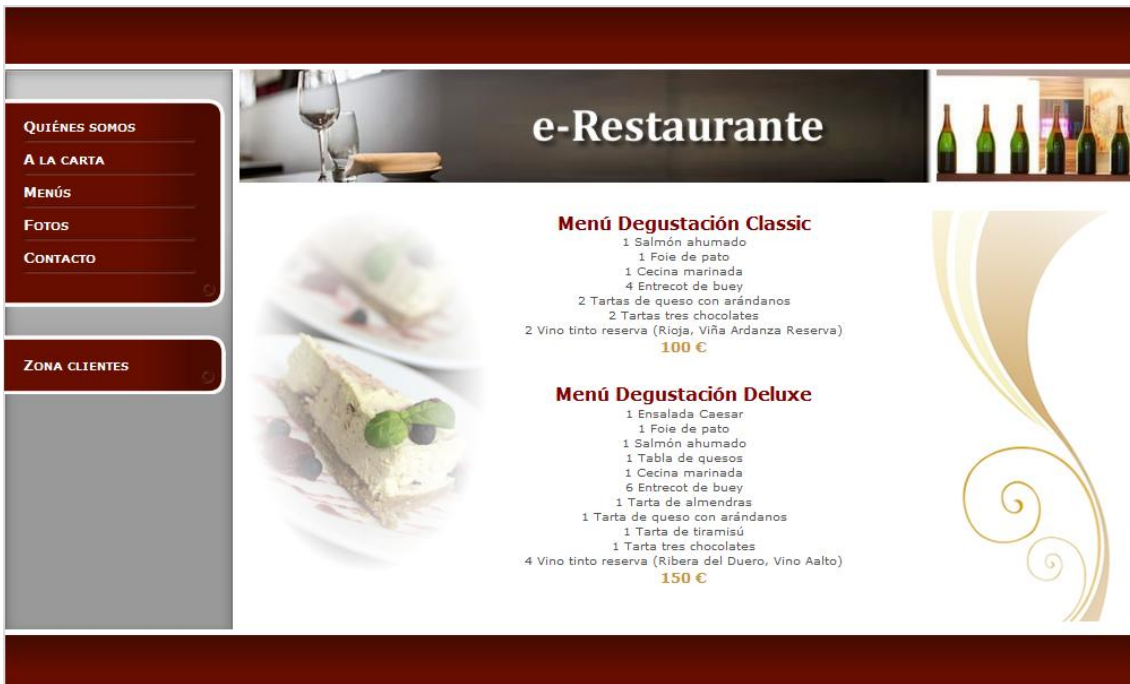 e-Restaurante
QUIÉNES SOMOS
A LA CARTA
MENÚS
FOTOS
CONTACTO
ZONA CLIENTES
Menú Degustación Classic
1 Salmón ahumado
1 Foie de pato
1 Cecina marinada
4 Entrecot de buey
2 Tartas de queso con arándanos
2 Tartas tres chocolates
2 Vino tinto reserva (Rioja, Viña Ardanza Reserva)
100 €
Menú Degustación Deluxe
1 Ensalada Caesar
1 Foie de pato
1 Salmón ahumado
1 Tabla de quesos
1 Cecina marinada
6 Entrecot de buey
1 Tarta de almendras
1 Tarta de queso con arándanos
1 Tarta de tiramisú
1 Tarta tres chocolates
4 Vino tinto reserva (Ribera del Duero, Vino Aalto)
150 €